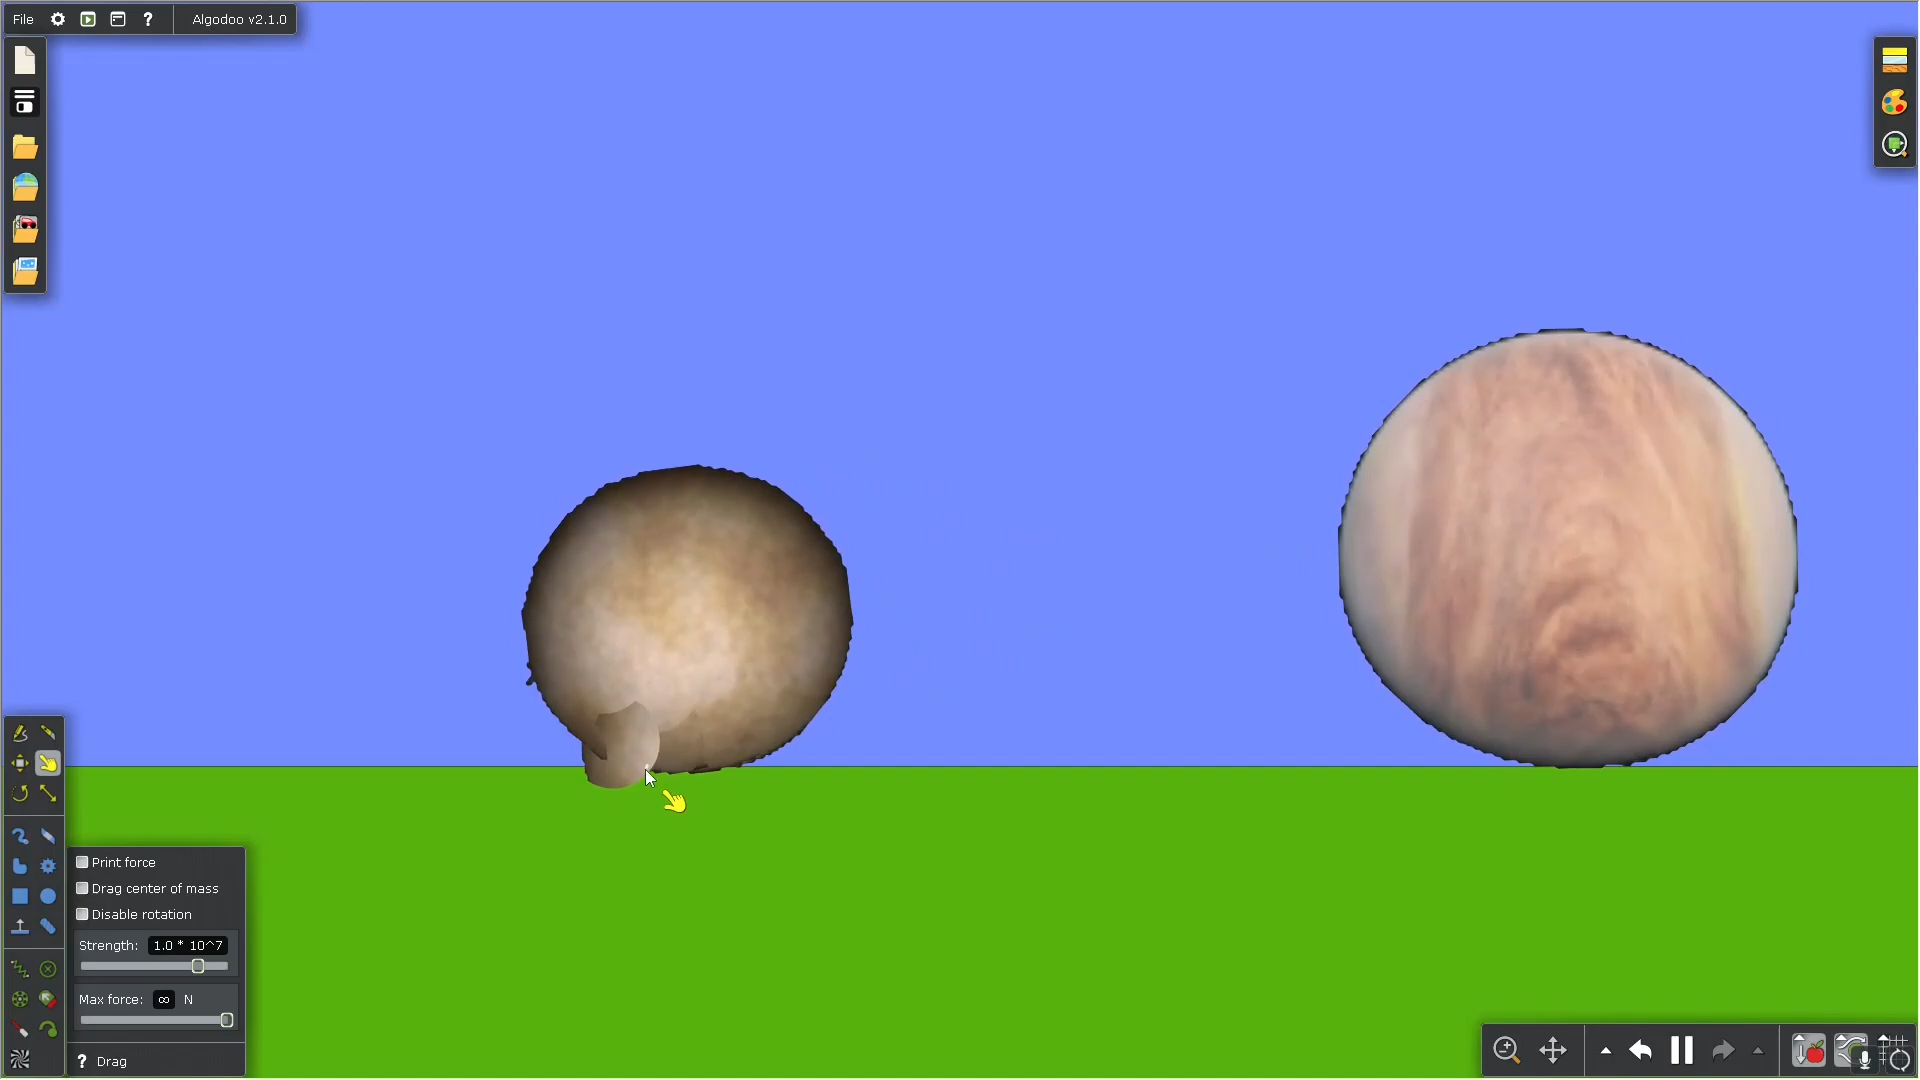 File ? Algodoo v2.1.0
Print force
Drag center of mass
Disable rotation
Strength: 1.0 * 10^7
Max force: ∞ N
? Drag